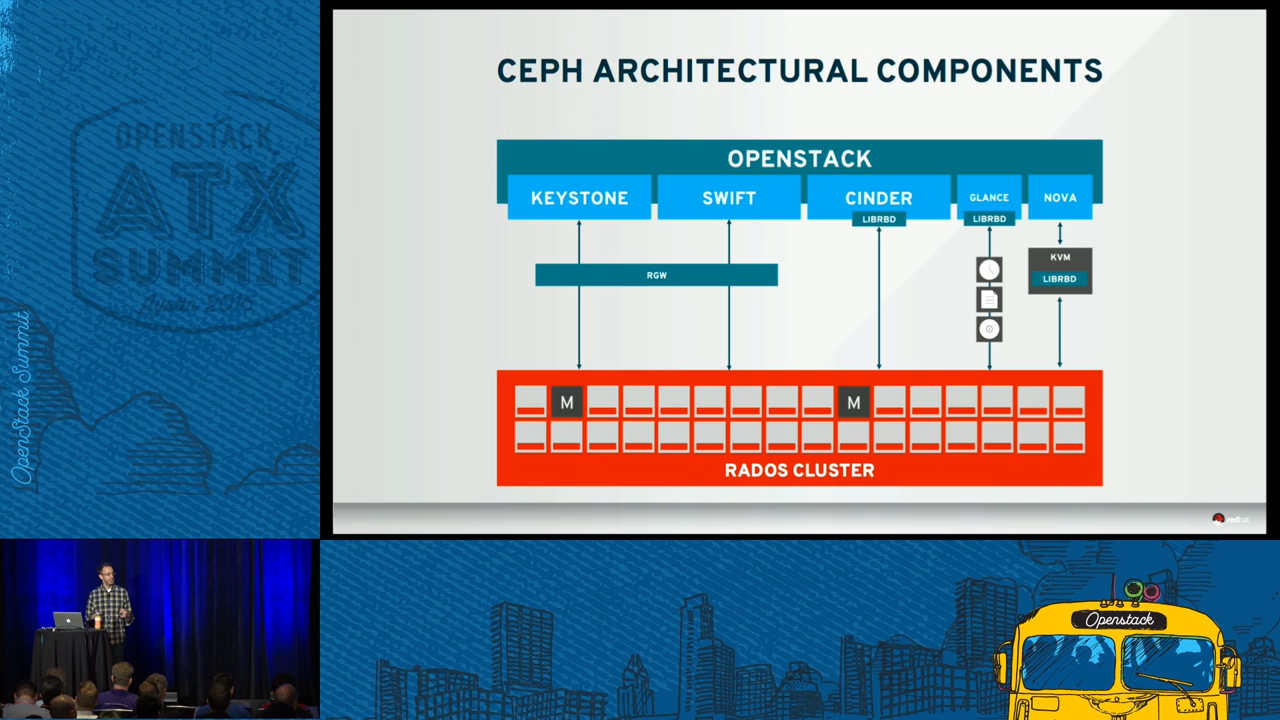 CEPH ARCHITECTURAL COMPONENTS
OPENSTACK
KEYSTONE
SWIFT
CINDER
GLANCE
NOVA
LIBRBD
LIBRBD
RGW
KVM
LIBRBD
M
M
RADOS CLUSTER
redhat
OPENSTACK
ATX
SUMMIT
Austin 2016
OpenStack Summit
Openstack